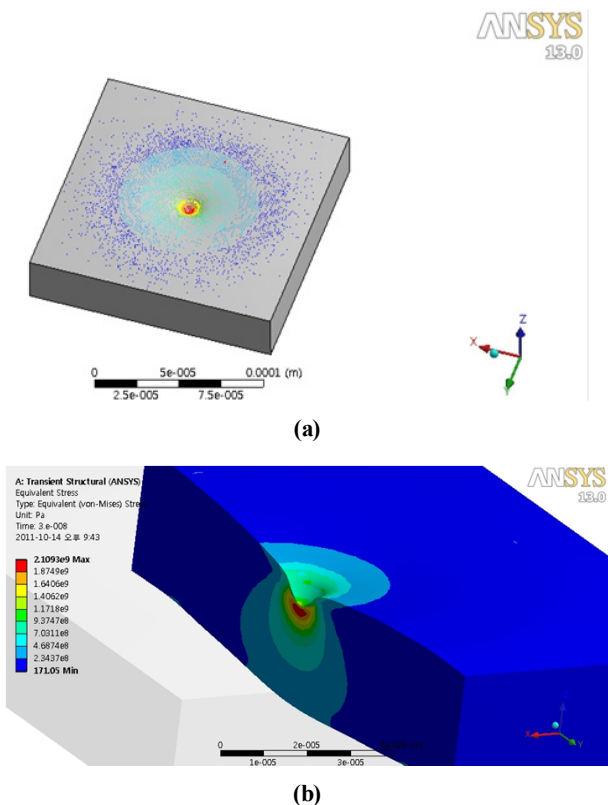 ANSYS
13.0
Z
X
Y
0 5e-005 0.0001 (m)
2.5e-005 7.5e-005
(a)
A: Transient Structural (ANSYS)
Equivalent Stress
Type: Equivalent (von-Mises) Stre
Unit: Pa
Time: 3.e-008
2011-10-14 오후 9:43
2.1093e9 Max
1.8749e9
1.6406e9
1.4062e9
1.1718e9
9.3747e8
7.0311e8
4.6874e8
2.3437e8
171.05 Min
ANSYS
13.0
X
Y
0 2e-005
1e-005 3e-005
(b)